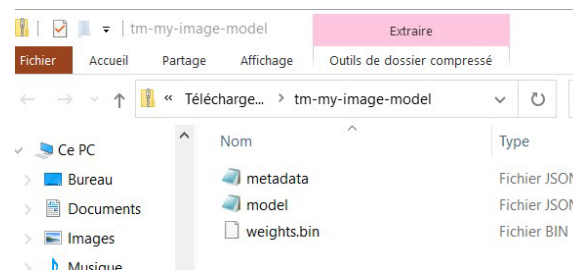 tm-my-image-model
Extraire
Fichier Accueil Partage Affichage Outils de dossier compressé
« Télécharge... > tm-my-image-model
Ce PC
Nom Type
Bureau
metadata Fichier JSON
Documents
model Fichier JSON
Images
weights.bin Fichier BIN
Musique